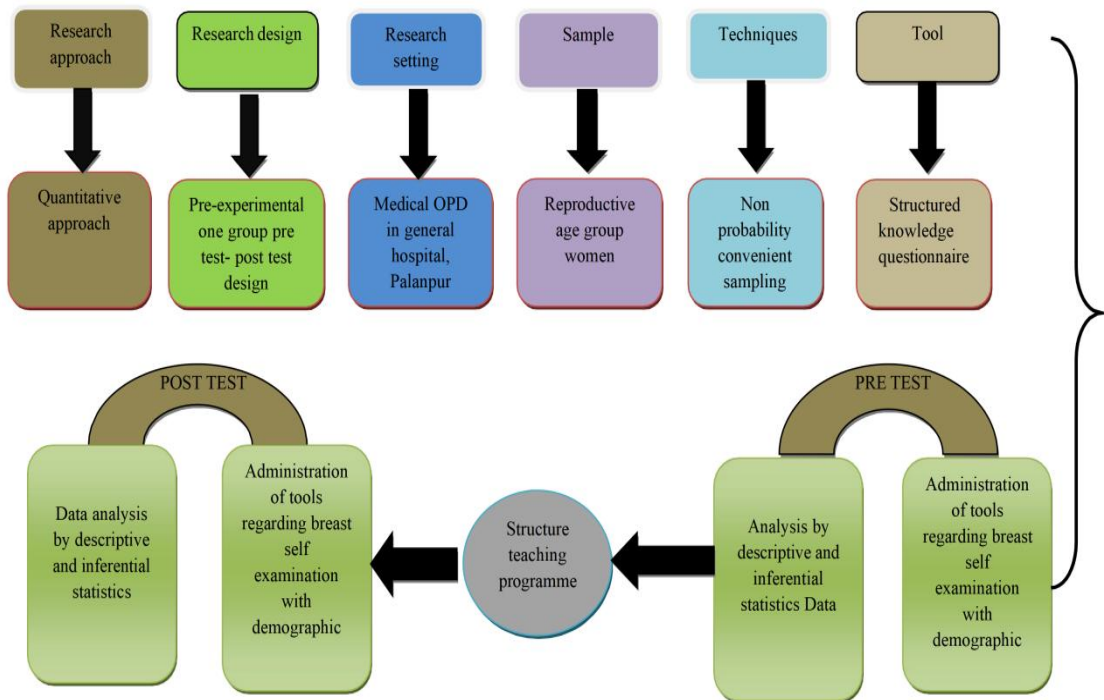 Research
approach
Research design
Research
setting
Sample
Techniques
Tool
Quantitative
approach
Pre-experimental
one group pre
test- post test
design
Medical OPD
in general
hospital,
Palanpur
Reproductive
age group
women
Non
probability
convenient
sampling
Structured
knowledge
questionnaire
POST TEST
PRE TEST
Data analysis
by descriptive
and inferential
statistics
Administration
of tools
regarding breast
self
examination
with
demographic
Structure
teaching
programme
Analysis by
descriptive and
inferential
statistics Data
Administration
of tools
regarding breast
self
examination
with
demographic